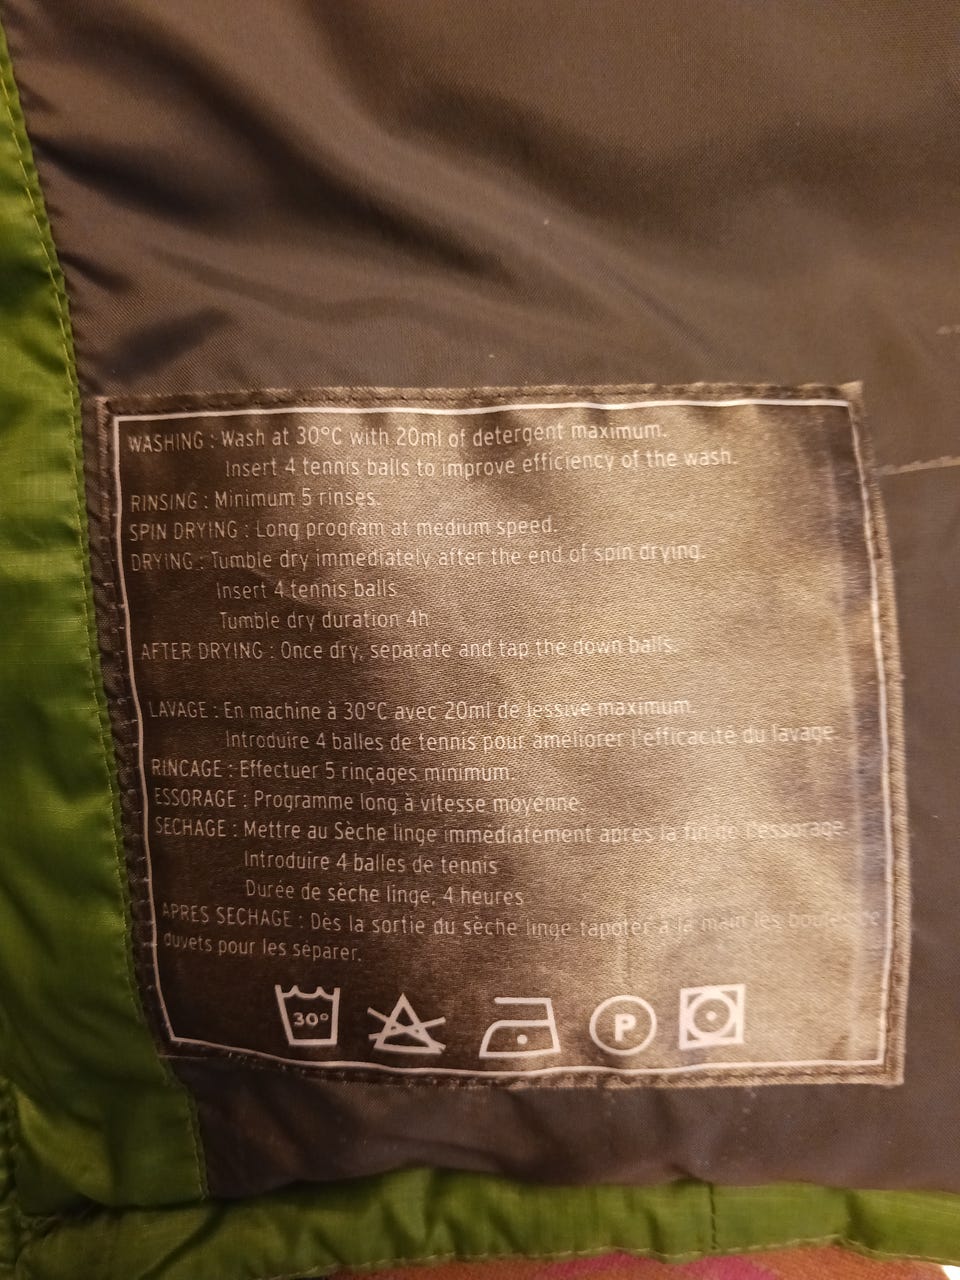 WASHING : Wash at 30°C with 20ml of detergent maximum.
Insert 4 tennis balls to improve efficiency of the wash.
RINSING : Minimum 5 rinses.
SPIN DRYING : Long program at medium speed.
DRYING : Tumble dry immediately after the end of spin drying.
Insert 4 tennis balls
Tumble dry duration 4h
AFTER DRYING : Once dry, separate and tap the down balls.
LAVAGE : En machine à 30°C avec 20ml de lessive maximum.
Introduire 4 balles de tennis pour améliorer l'efficacité du lavage
RINCAGE : Effectuer 5 rinçages minimum.
ESSORAGE : Programme long à vitesse moyenne.
SECHAGE : Mettre au Sèche linge immédiatement après la fin de l'essorage.
Introduire 4 balles de tennis
Durée de sèche linge, 4 heures
APRES SECHAGE : Dès la sortie du sèche linge tapoter à la main les
duvets pour les séparer.
30° P